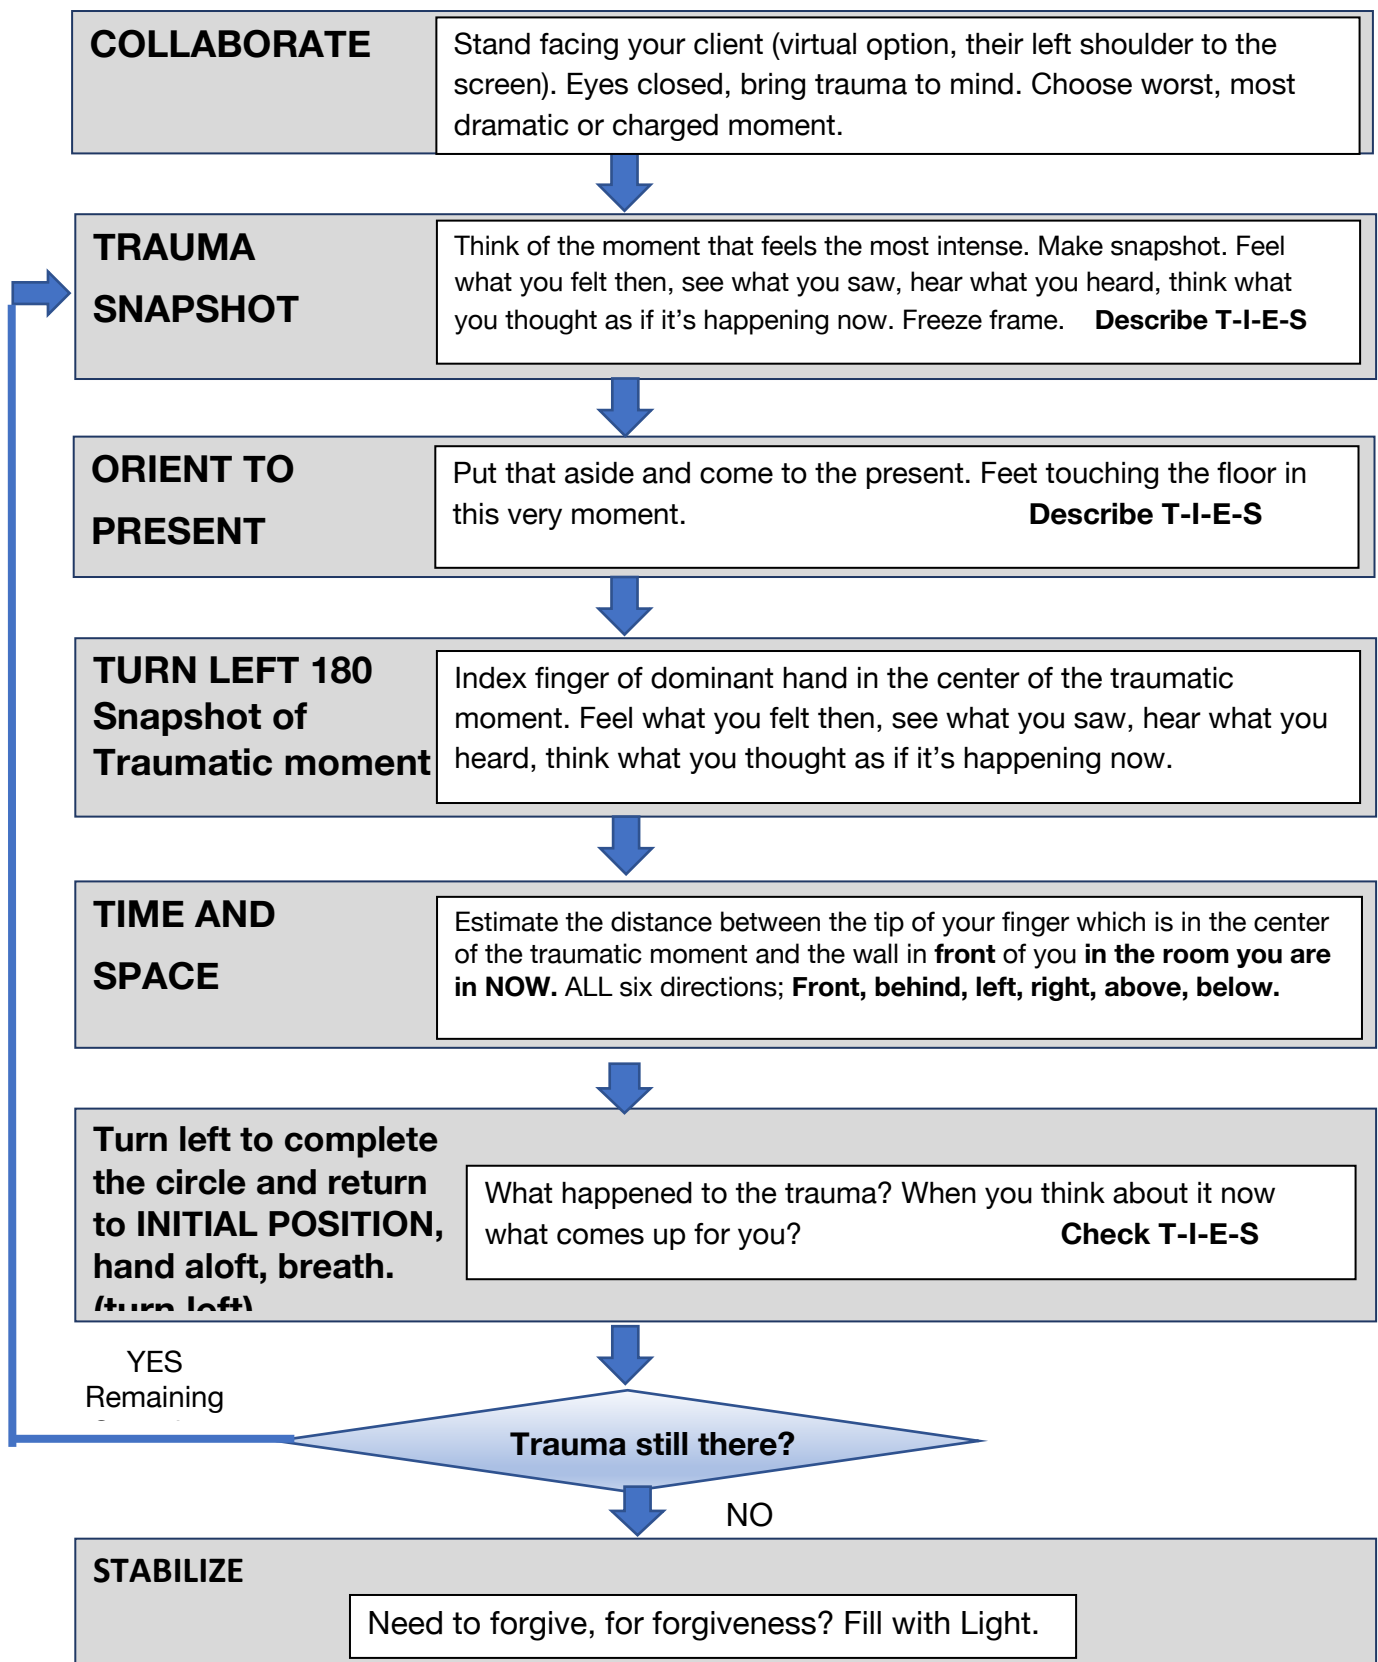 COLLABORATE
Stand facing your client (virtual option, their left shoulder to the
screen). Eyes closed, bring trauma to mind. Choose worst, most
dramatic or charged moment.
TRAUMA
SNAPSHOT
Think of the moment that feels the most intense. Make snapshot. Feel
what you felt then, see what you saw, hear what you heard, think what
you thought as if it's happening now. Freeze frame. Describe T-I-E-S
ORIENT TO
PRESENT
Put that aside and come to the present. Feet touching the floor in
this very moment. Describe T-I-E-S
TURN LEFT 180
Snapshot of
Traumatic moment
Index finger of dominant hand in the center of the traumatic
moment. Feel what you felt then, see what you saw, hear what you
heard, think what you thought as if it's happening now.
TIME AND
SPACE
Estimate the distance between the tip of your finger which is in the center
of the traumatic moment and the wall in front of you in the room you are
in NOW. ALL six directions; Front, behind, left, right, above, below.
Turn left to complete
the circle and return
to INITIAL POSITION,
hand aloft, breath.
(turn left)
What happened to the trauma? When you think about it now
what comes up for you? Check T-I-E-S
YES
Remaining
Trauma still there?
NO
STABILIZE
Need to forgive, for forgiveness? Fill with Light.